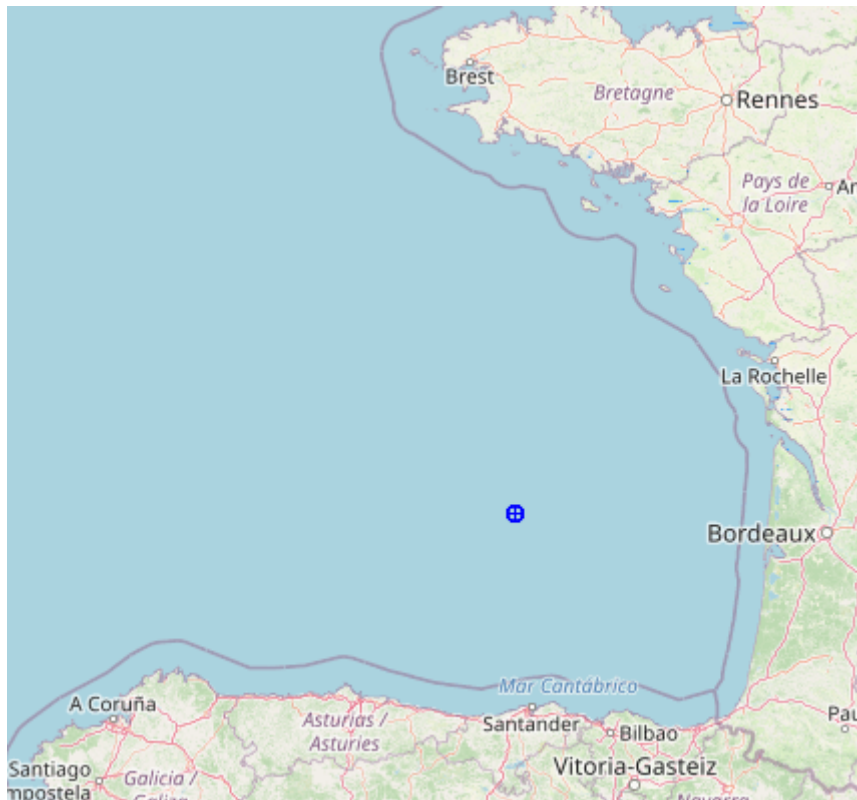 Brest
Bretagne
Rennes
Pays de
la Loire
La Rochelle
Bordeaux
Mar Cantábrico
A Coruña
Santander
Asturias /
Asturies
Bilbao
Vitoria-Gasteiz
Santiago
Galicia /